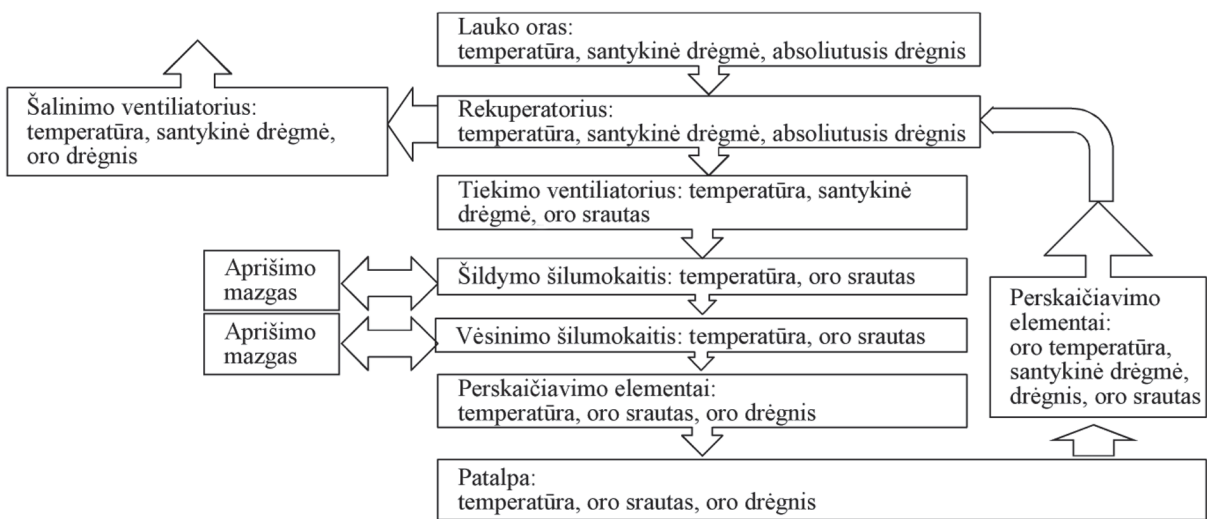 Lauko oras:
temperatūra, santykinė drėgmė, absoliutusis drėgnis
Šalinimo ventiliatorius:
temperatūra, santykinė drėgmė,
oro drėgnis
Rekuperatorius:
temperatūra, santykinė drėgmė, absoliutusis drėgnis
Tiekimo ventiliatorius: temperatūra, santykinė
drėgmė, oro srautas
Aprišimo
mazgas
Šildymo šilumokaitis: temperatūra, oro srautas
Aprišimo
mazgas
Vėsinimo šilumokaitis: temperatūra, oro srautas
Perskaičiavimo
elementai:
oro temperatūra,
santykinė drėgmė,
drėgnis, oro srautas
Perskaičiavimo elementai:
temperatūra, oro srautas, oro drėgnis
Patalpa:
temperatūra, oro srautas, oro drėgnis